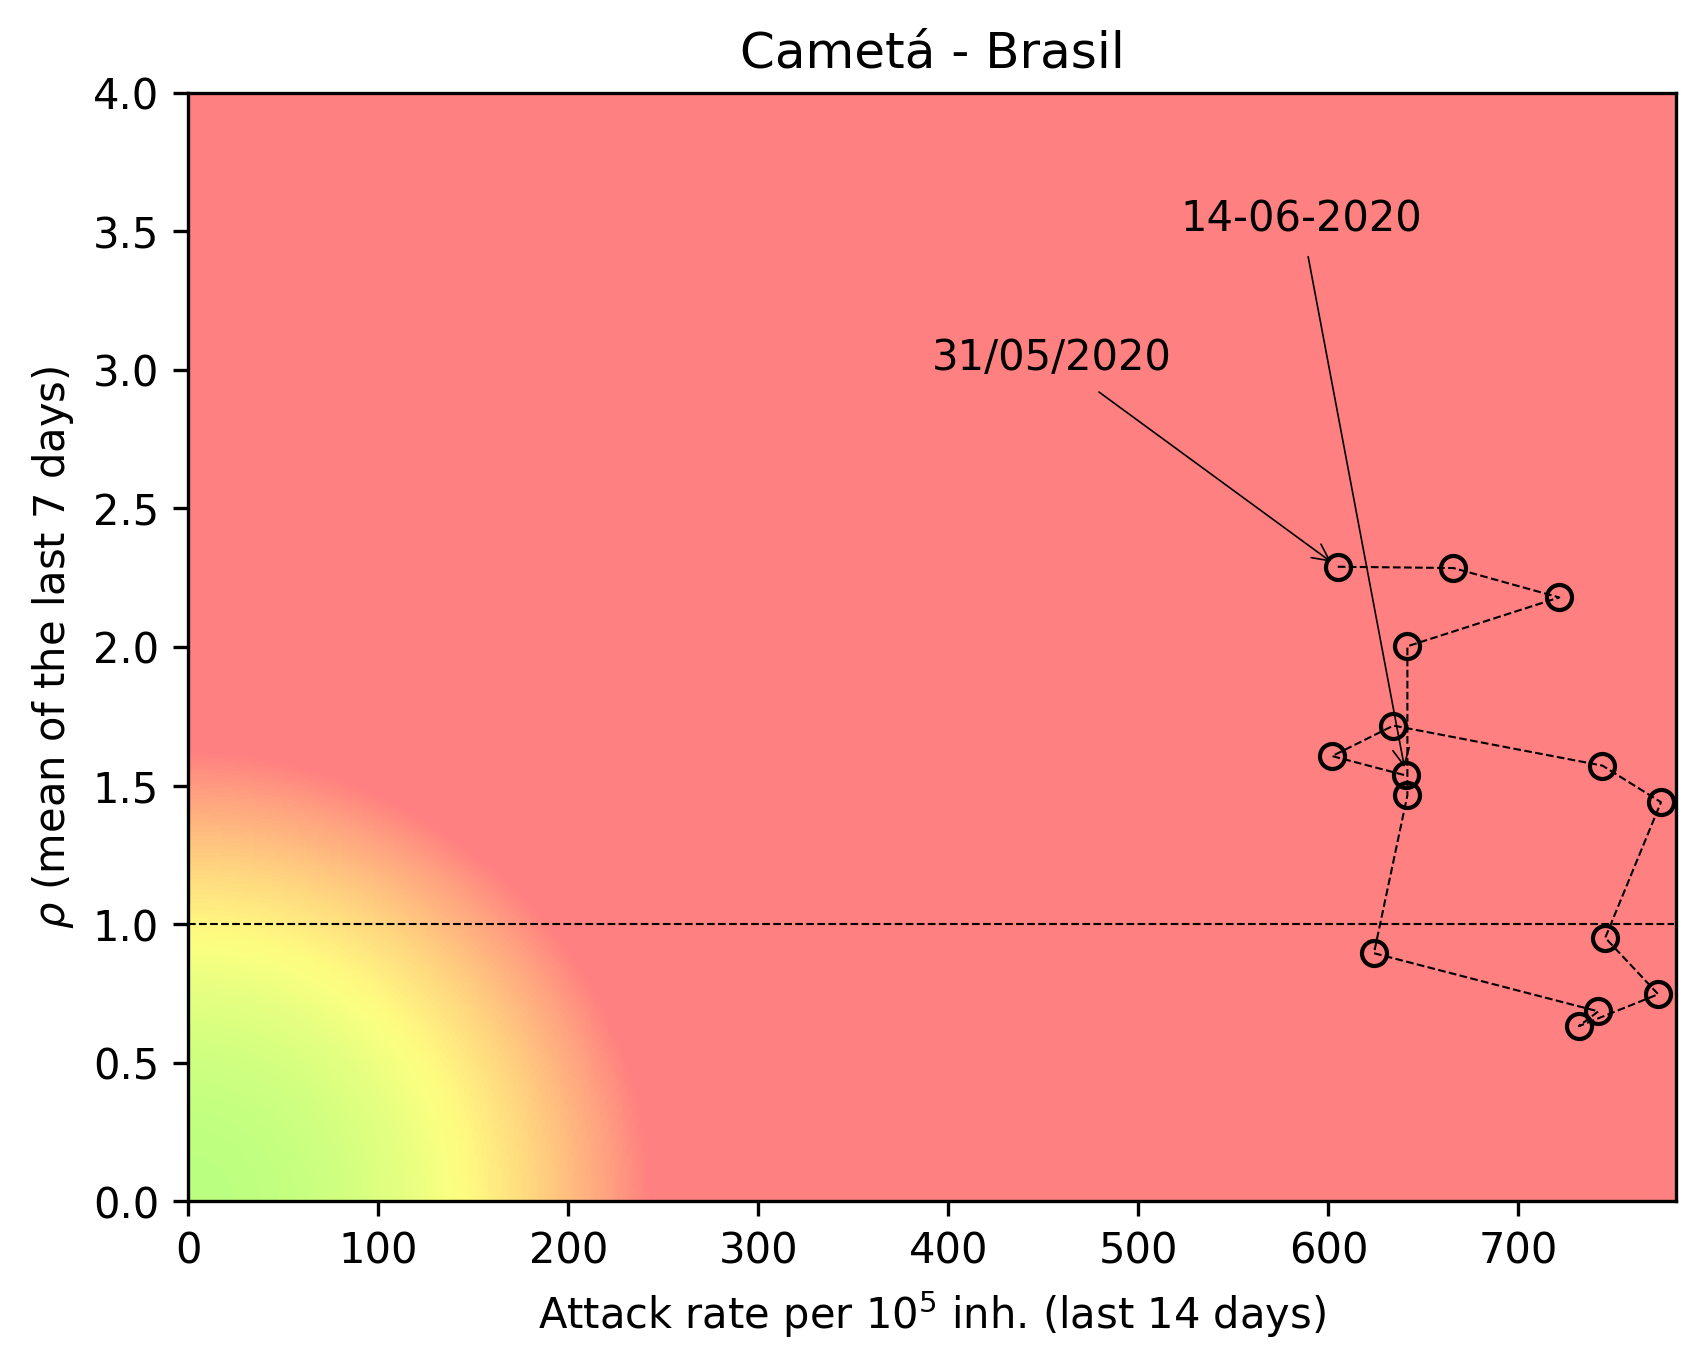 Cametá - Brasil
4.0
3.5
3.0
2.5
2.0
1.5
1.0
0.5
0.0
ρ (mean of the last 7 days)
14-06-2020
31/05/2020
0 100 200 300 400 500 600 700
Attack rate per 10⁵ inh. (last 14 days)